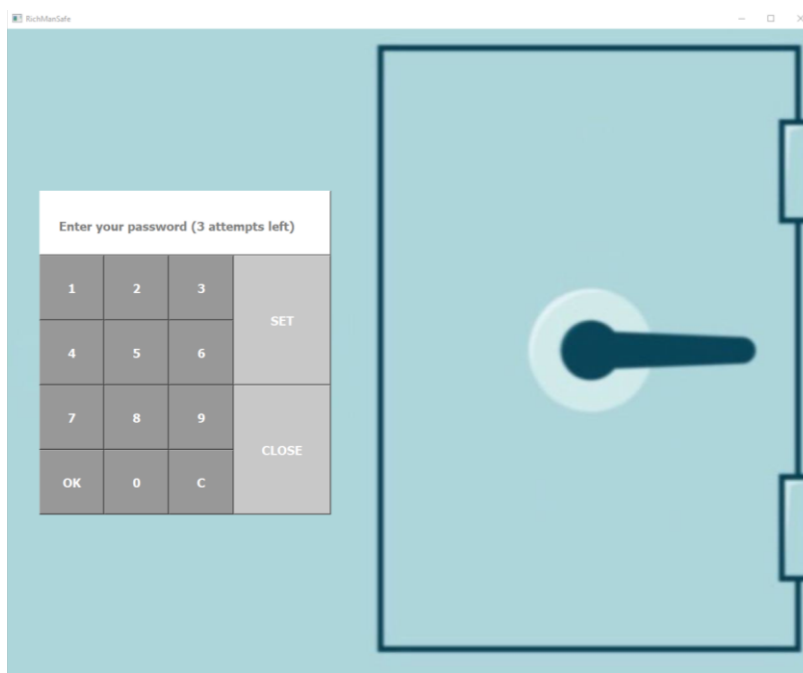 RichManSafe
Enter your password (3 attempts left)
1 2 3
SET
4 5 6
7 8 9
CLOSE
OK 0 C